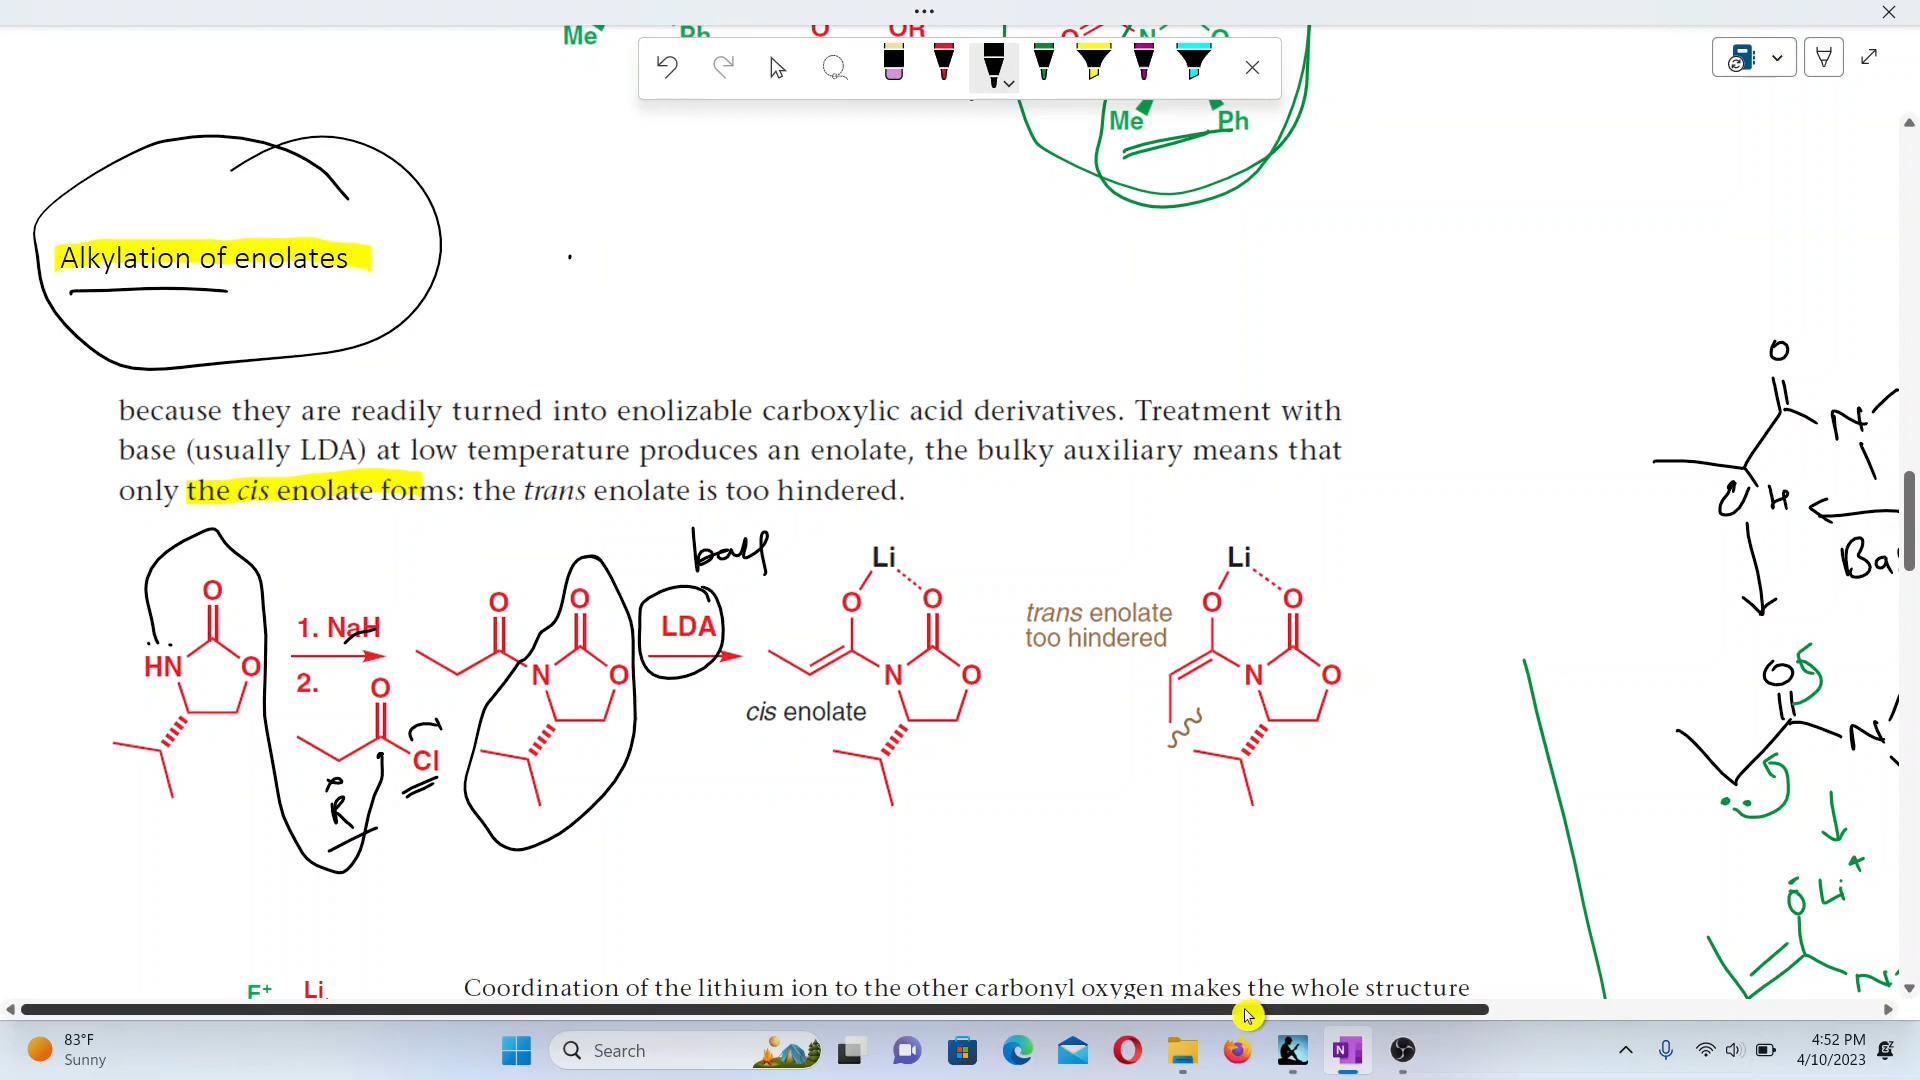 Me Ph O OR O N O
Me Ph
Alkylation of enolates
because they are readily turned into enolizable carboxylic acid derivatives. Treatment with
base (usually LDA) at low temperature produces an enolate, the bulky auxiliary means that
only the cis enolate forms: the trans enolate is too hindered.
O
N
H
Ba
O
HN O
1. NaH
2.
O
Cl
R
O O
N O
LDA
Li
O O
N O
cis enolate
trans enolate
too hindered
Li
O O
N O
O
N
O Li +
N
E+ Li
Coordination of the lithium ion to the other carbonyl oxygen makes the whole structure
83°F
Sunny
Search
4:52 PM
4/10/2023